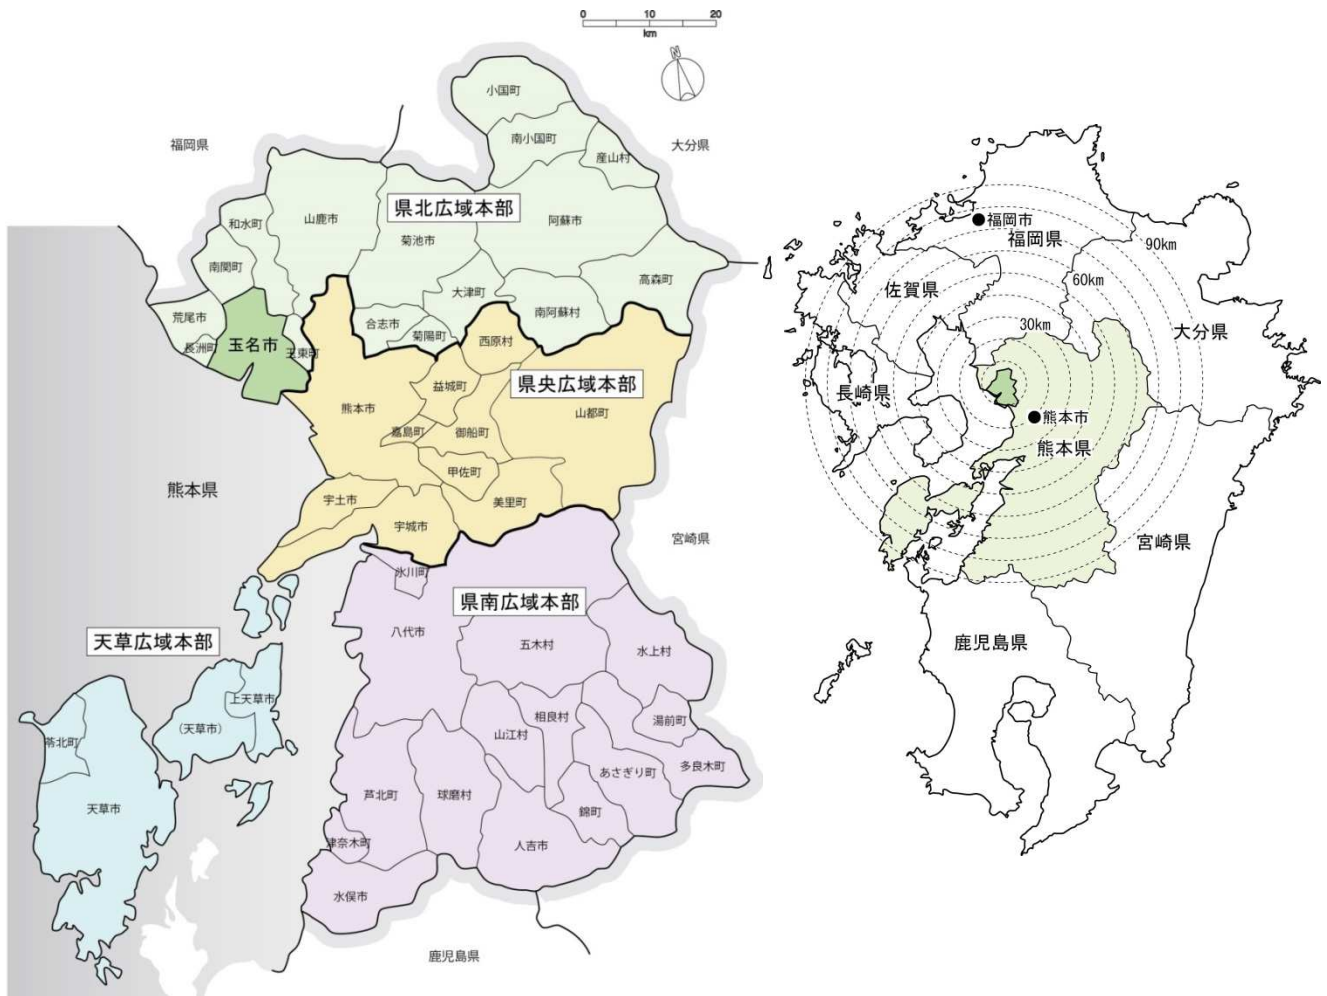 0 10 20
km
N
小国町
南小国町
産山村
福岡県
大分県
県北広域本部
和水町
山鹿市
菊池市
阿蘇市
南関町
高森町
大津町
南阿蘇村
荒尾市
長洲町
玉名市
玉東町
合志市
菊陽町
西原村
県央広域本部
益城町
熊本市
山都町
嘉島町
御船町
甲佐町
熊本県
宇土市
美里町
宇城市
宮崎県
氷川町
県南広域本部
八代市
五木村
水上村
天草広域本部
上天草市
(天草市)
苓北町
天草市
相良村
山江村
湯前町
あさぎり町
多良木町
芦北町
球磨村
錦町
津奈木町
人吉市
水俣市
鹿児島県
福岡市
福岡県
90km
60km
佐賀県
30km
大分県
長崎県
熊本市
熊本県
宮崎県
鹿児島県